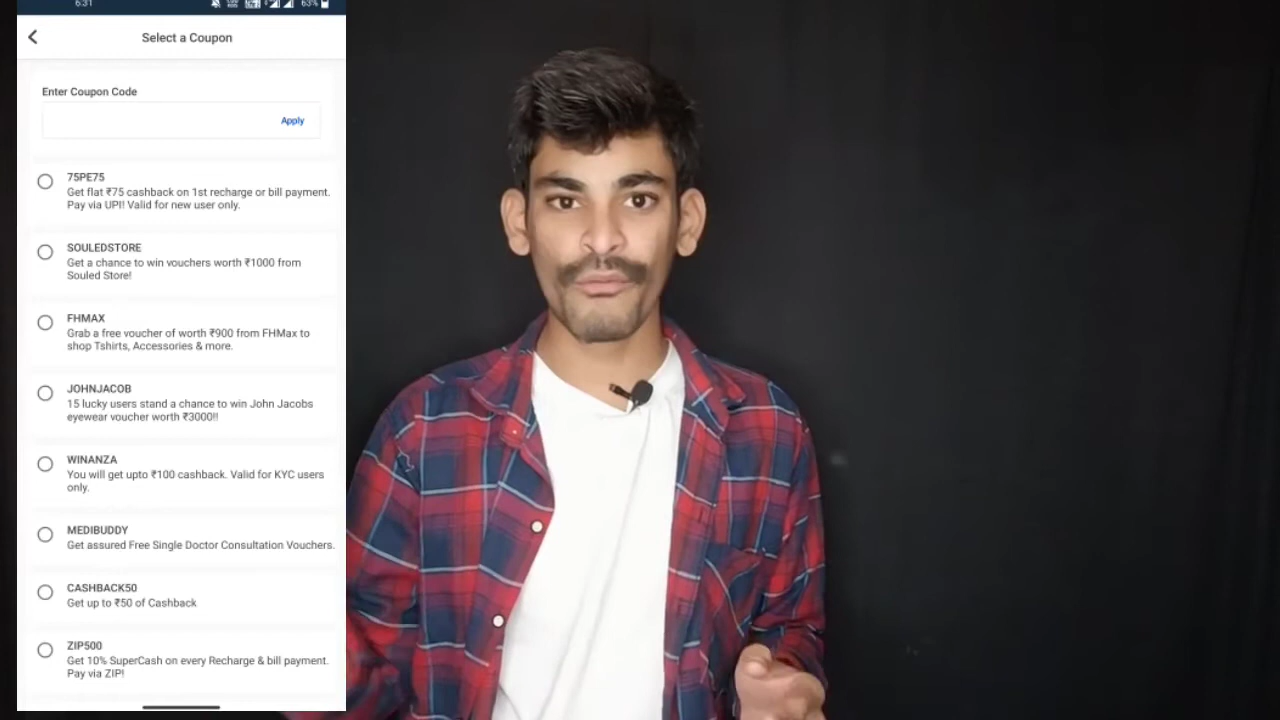 6:31
63%
Select a Coupon
Enter Coupon Code
Apply
75PE75
Get flat ₹75 cashback on 1st recharge or bill payment.
Pay via UPI! Valid for new user only.
SOULEDSTORE
Get a chance to win vouchers worth ₹1000 from
Souled Store!
FHMAX
Grab a free voucher of worth ₹900 from FHMax to
shop Tshirts, Accessories & more.
JOHNJACOB
15 lucky users stand a chance to win John Jacobs
eyewear voucher worth ₹3000!!
WINANZA
You will get upto ₹100 cashback. Valid for KYC users
only.
MEDIBUDDY
Get assured Free Single Doctor Consultation Vouchers.
CASHBACK50
Get up to ₹50 of Cashback
ZIP500
Get 10% SuperCash on every Recharge & bill payment.
Pay via ZIP!